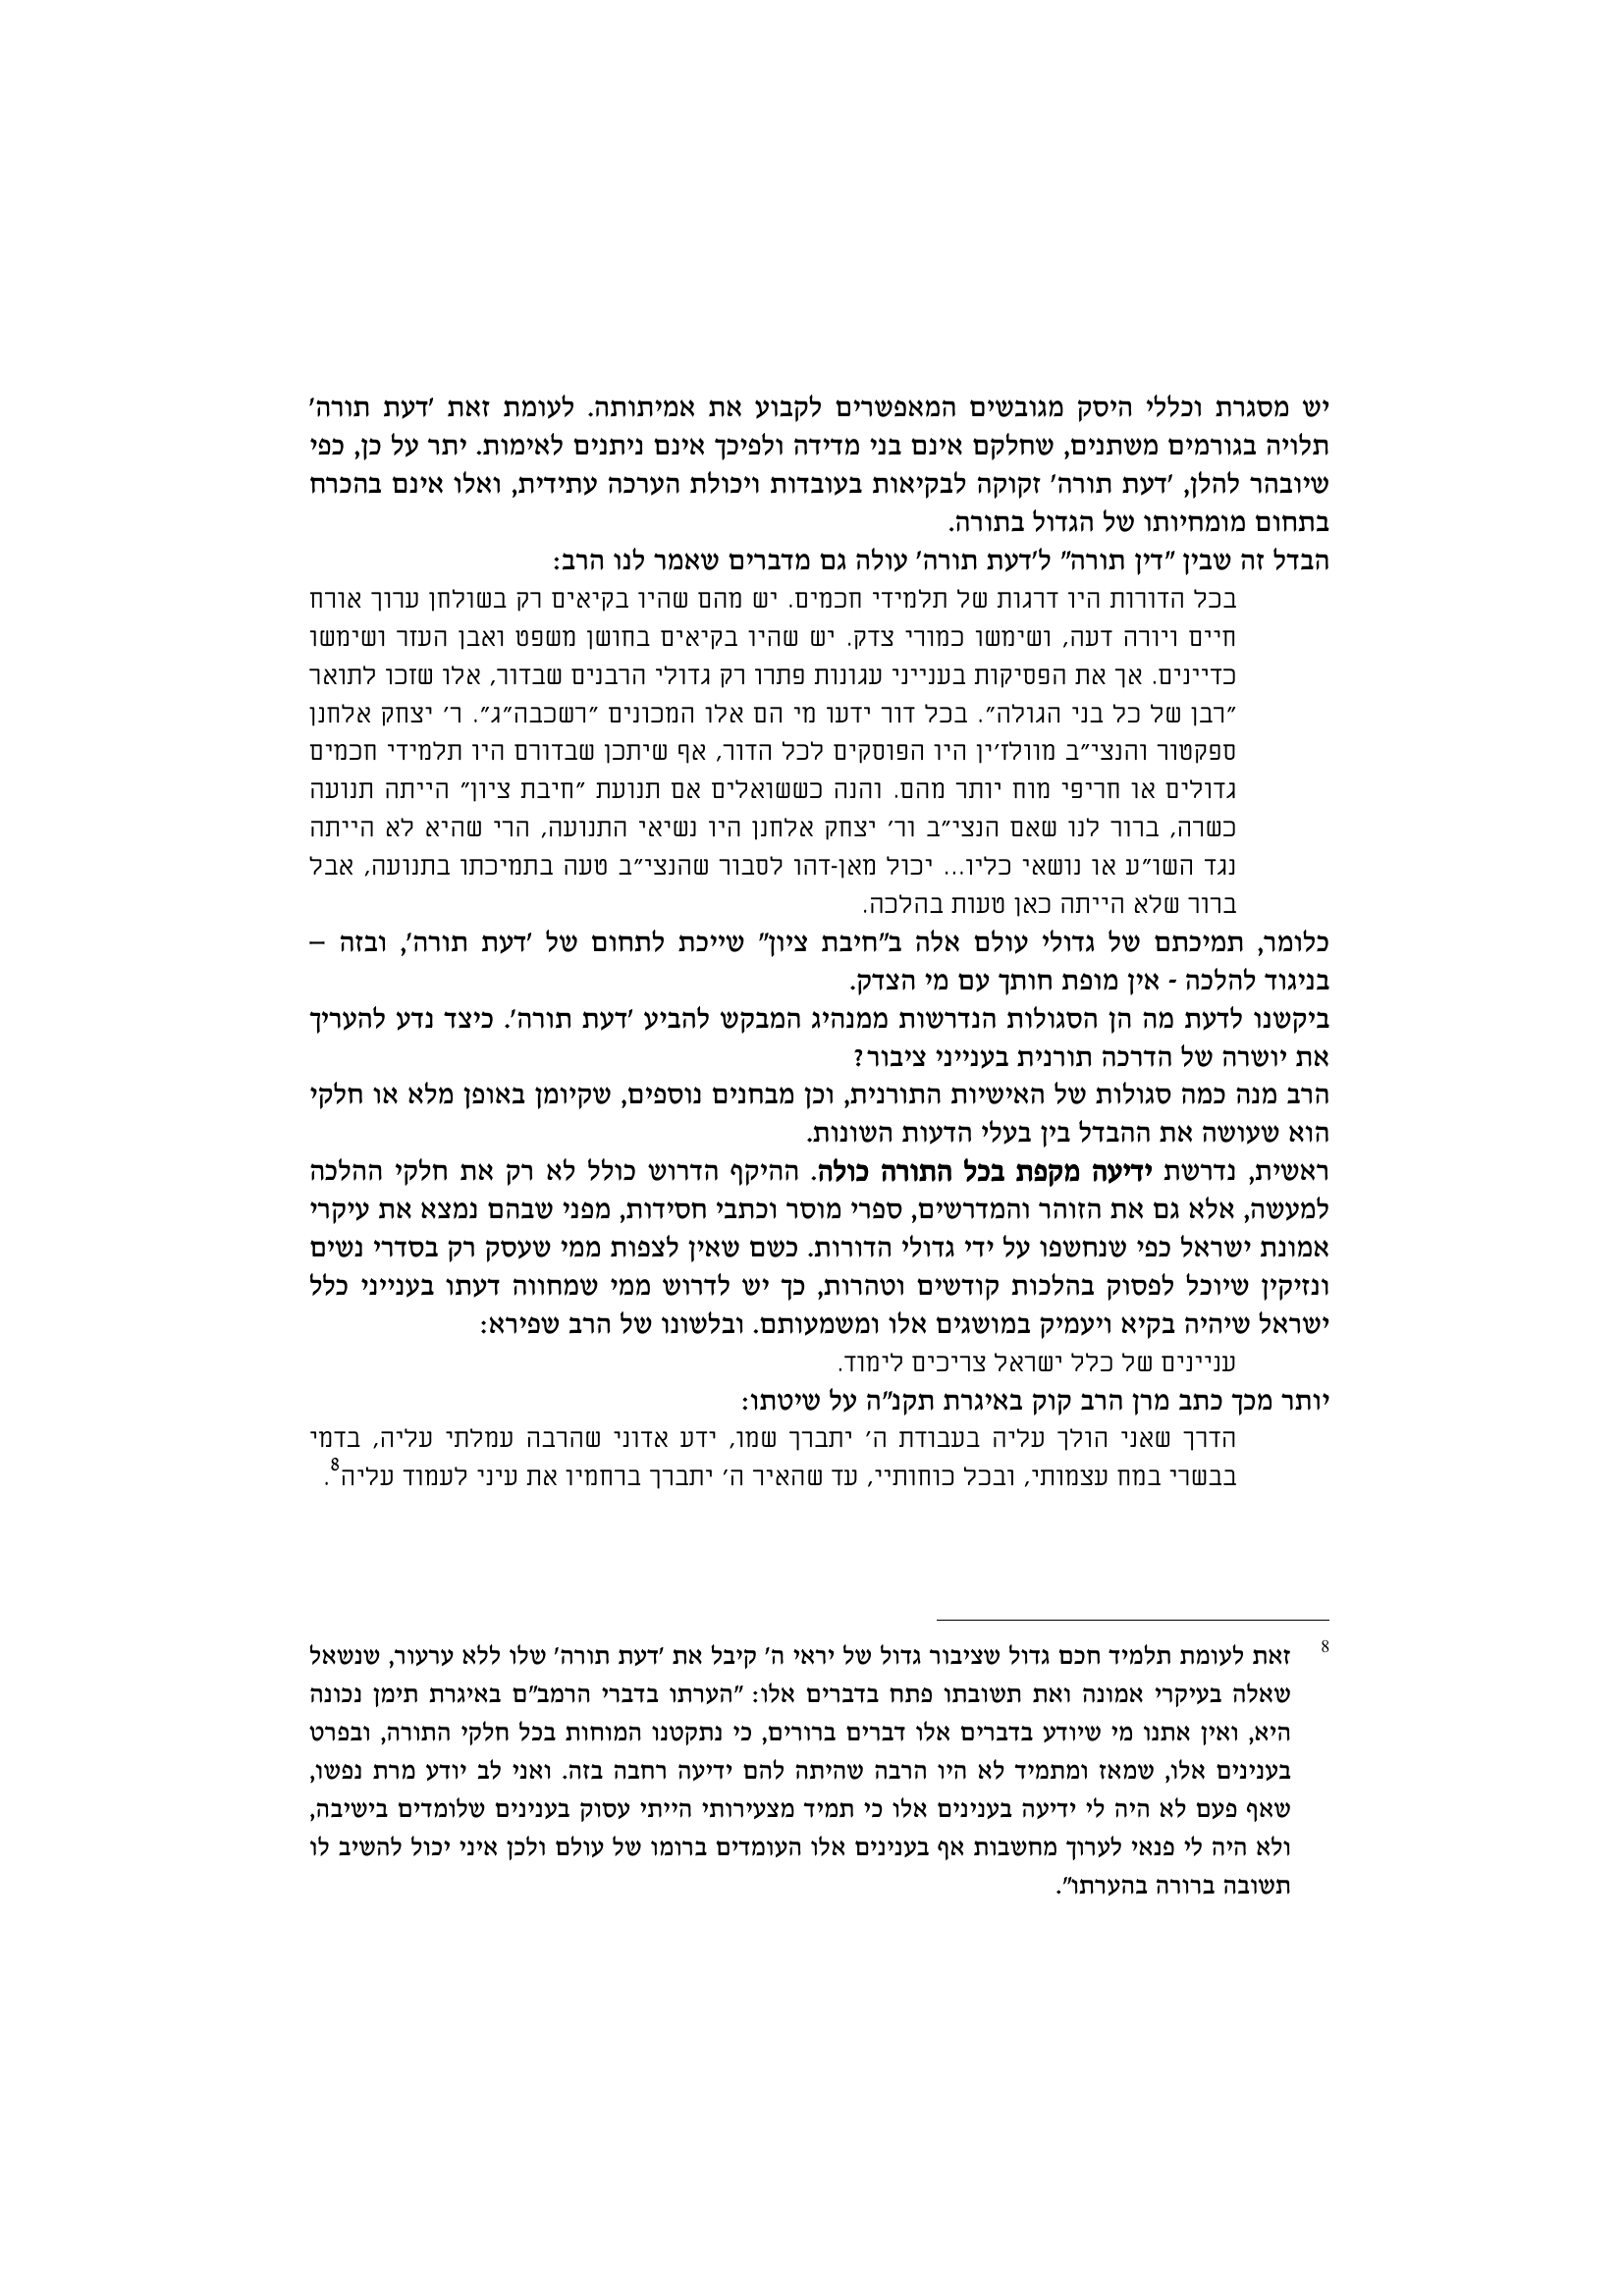 יש מסגרת וכללי היסק מגובשים המאפשרים לקבוע את אמיתותה. לעומת זאת 'דעת תורה'
תלויה בגורמים משתנים, שחלקם אינם בני מדידה ולפיכך אינם ניתנים לאימות. יתר על כן, כפי
שיובהר להלן, 'דעת תורה' זקוקה לבקיאות בעובדות ויכולת הערכה עתידית, ואלו אינם בהכרח
בתחום מומחיותו של הגדול בתורה.
הבדל זה שבין "דין תורה" ל'דעת תורה' עולה גם מדברים שאמר לנו הרב:
בכל הדורות היו דרגות של תלמידי חכמים. יש מהם שהיו בקיאים רק בשולחן ערוך אורח
חיים ויורה דעה, ושימשו כמורי צדק. יש שהיו בקיאים בחושן משפט ואבן העזר ושימשו
כדיינים. אך את הפסיקות בענייני עגונות פתרו רק גדולי הרבנים שבדור, אלו שזכו לתואר
"רבן של כל בני הגולה". בכל דור ידעו מי הם אלו המכונים "רשכבה"ג". ר' יצחק אלחנן
ספקטור והנצי"ב מוולז'ין היו הפוסקים לכל הדור, אף שיתכן שבדורם היו תלמידי חכמים
גדולים או חריפי מוח יותר מהם. והנה כששואלים אם תנועת "חיבת ציון" הייתה תנועה
כשרה, ברור לנו שאם הנצי"ב ור' יצחק אלחנן היו נשיאי התנועה, הרי שהיא לא הייתה
נגד השו"ע או נושאי כליו... יכול מאן-דהו לסבור שהנצי"ב טעה בתמיכתו בתנועה, אבל
ברור שלא הייתה כאן טעות בהלכה.
כלומר, תמיכתם של גדולי עולם אלה ב"חיבת ציון" שייכת לתחום של 'דעת תורה', ובזה –
בניגוד להלכה - אין מופת חותך עם מי הצדק.
ביקשנו לדעת מה הן הסגולות הנדרשות ממנהיג המבקש להביע 'דעת תורה'. כיצד נדע להעריך
את יושרה של הדרכה תורנית בענייני ציבור?
הרב מנה כמה סגולות של האישיות התורנית, וכן מבחנים נוספים, שקיומן באופן מלא או חלקי
הוא שעושה את ההבדל בין בעלי הדעות השונות.
ראשית, נדרשת ידיעה מקפת בכל התורה כולה. ההיקף הדרוש כולל לא רק את חלקי ההלכה
למעשה, אלא גם את הזוהר והמדרשים, ספרי מוסר וכתבי חסידות, מפני שבהם נמצא את עיקרי
אמונת ישראל כפי שנחשפו על ידי גדולי הדורות. כשם שאין לצפות ממי שעסק רק בסדרי נשים
ונזיקין שיוכל לפסוק בהלכות קודשים וטהרות, כך יש לדרוש ממי שמחווה דעתו בענייני כלל
ישראל שיהיה בקיא ויעמיק במושגים אלו ומשמעותם. ובלשונו של הרב שפירא:
עניינים של כלל ישראל צריכים לימוד.
יותר מכך כתב מרן הרב קוק באיגרת תקנ"ה על שיטתו:
הדרך שאני הולך עליה בעבודת ה' יתברך שמו, ידע אדוני שהרבה עמלתי עליה, בדמי
בבשרי במח עצמותי, ובכל כוחותיי, עד שהאיר ה' יתברך ברחמיו את עיני לעמוד עליה8.
8 זאת לעומת תלמיד חכם גדול שציבור גדול של יראי ה' קיבל את 'דעת תורה' שלו ללא ערעור, שנשאל
שאלה בעיקרי אמונה ואת תשובתו פתח בדברים אלו: "הערתו בדברי הרמב"ם באיגרת תימן נכונה
היא, ואין אתנו מי שיודע בדברים אלו דברים ברורים, כי נתקטנו המוחות בכל חלקי התורה, ובפרט
בענינים אלו, שמאז ומתמיד לא היו הרבה שהיתה להם ידיעה רחבה בזה. ואני לב יודע מרת נפשו,
שאף פעם לא היה לי ידיעה בענינים אלו כי תמיד מצעירותי הייתי עסוק בענינים שלומדים בישיבה,
ולא היה לי פנאי לערוך מחשבות אף בענינים אלו העומדים ברומו של עולם ולכן איני יכול להשיב לו
תשובה ברורה בהערתו".